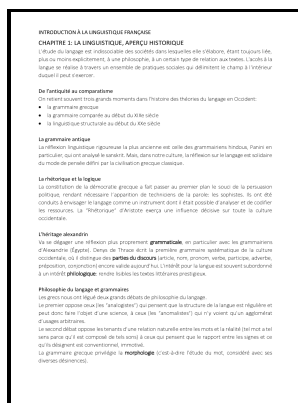 INTRODUCTION À LA LINGUISTIQUE FRANÇAISE
CHAPITRE 1: LA LINGUISTIQUE, APERÇU HISTORIQUE
L'étude du langage est indissociable des sociétés dans lesquelles elle s'élabore, étant toujours liée,
plus ou moins explicitement, à une philosophie, à un certain type de relation aux textes. L'accès à la
langue se réalise à travers un ensemble de pratiques sociales qui délimitent le champ à l'intérieur
duquel il peut s'exercer.
De l'antiquité au comparatisme
On retient souvent trois grands moments dans l'histoire des théories du langage en Occident:
• la grammaire grecque
• la grammaire comparée au début du XIXe siècle
• la linguistique structurale au début du XXe siècle
La grammaire antique
La réflexion linguistique rigoureuse la plus ancienne est celle des grammairiens hindous, Panini en
particulier, qui ont analysé le sanskrit. Mais, dans notre culture, la réflexion sur le langage est solidaire
du mode de pensée défini par la civilisation grecque classique.
La rhétorique et la logique
La constitution de la démocratie grecque a fait passer au premier plan le souci de la persuasion
politique, rendant nécessaire l'apparition de techniciens de la parole: les sophistes. Ils ont été
conduits à envisager le langage comme un instrument dont il était possible d'analyser et de codifier
les ressources. La "Rhétorique" d'Aristote exerça une influence décisive sur toute la culture
occidentale.
L'héritage alexandrin
Va se dégager une réflexion plus proprement grammaticale, en particulier avec les grammairiens
d'Alexandrie (Egypte). Denys de Thrace écrit la première grammaire systématique de la culture
occidentale, où il distingue des parties du discours (article, nom, pronom, verbe, participe, adverbe,
préposition, conjonction) encore valide aujourd'hui. L'intérêt pour la langue est souvent subordonné
à un intérêt philologique: rendre lisibles les textes littéraires prestigieux.
Philosophie du langage et grammaires
Les grecs nous ont légué deux grands débats de philosophie du langage.
Le premier oppose ceux (les "analogistes") qui pensent que la structure de la langue est régulière et
peut donc faire l'objet d'une science, à ceux (les "anomalistes") qui n'y voient qu'un agglomérat
d'usages arbitraires.
Le second débat oppose les tenants d'une relation naturelle entre les mots et la réalité (tel mot a tel
sens parce qu'il est composé de tels sons) à ceux qui pensent que le rapport entre les signes et ce
qu'ils désignent est conventionnel, immotivé.
La grammaire grecque privilégie la morphologie (c'est-à-dire l'étude du mot, considéré avec ses
diverses désinences).